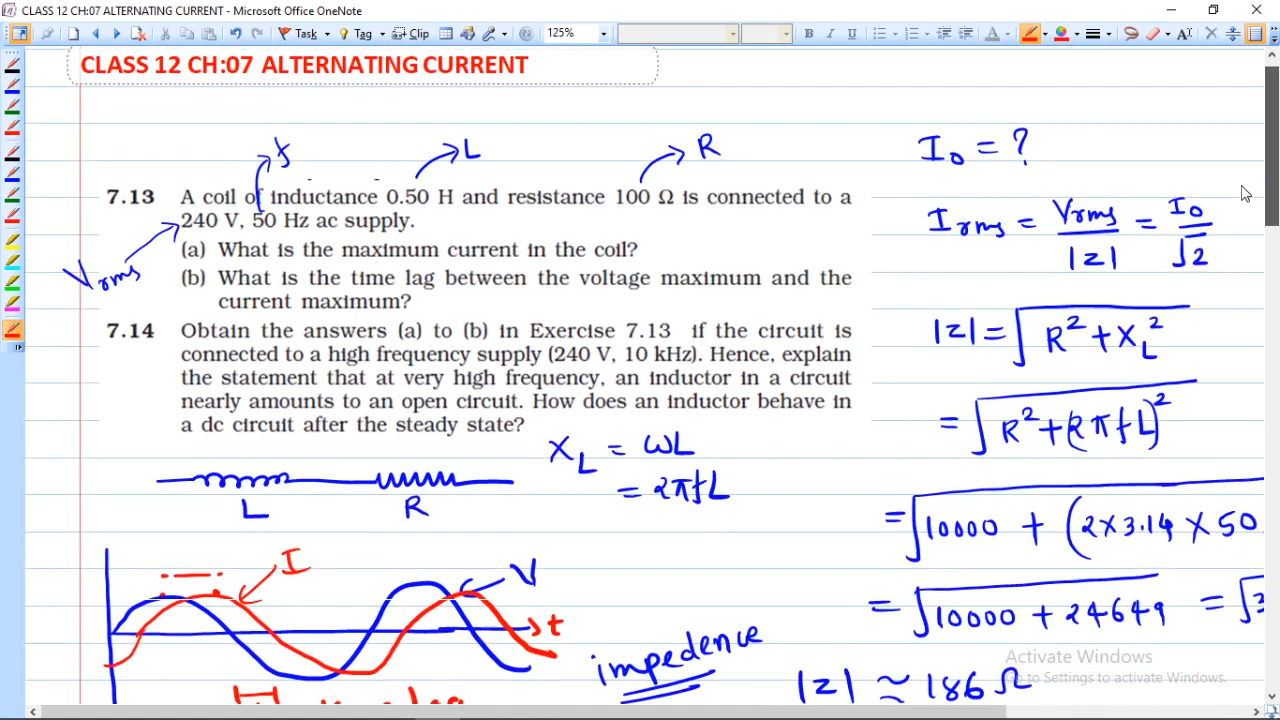 CLASS 12 CH:07 ALTERNATING CURRENT - Microsoft Office OneNote
Task
Tag
Clip
125%
B I U
CLASS 12 CH:07 ALTERNATING CURRENT
f
L
R
7.13 A coil of inductance 0.50 H and resistance 100 Ω is connected to a
240 V, 50 Hz ac supply.
(a) What is the maximum current in the coil?
(b) What is the time lag between the voltage maximum and the
current maximum?
Vrms
7.14 Obtain the answers (a) to (b) in Exercise 7.13 if the circuit is
connected to a high frequency supply (240 V, 10 kHz). Hence, explain
the statement that at very high frequency, an inductor in a circuit
nearly amounts to an open circuit. How does an inductor behave in
a dc circuit after the steady state?
X_L = ωL
= 2πfL
L R
I
V
t
I₀ = ?
Irms = Vrms/|z| = I₀/√2
|z| = √(R² + X_L²)
= √(R² + (2πfL)²)
= √10000 + (2×3.14×50
= √(10000 + 24649) = √3
impedence
|z| ≈ 186 Ω
Activate Windows
Go to Settings to activate Windows.